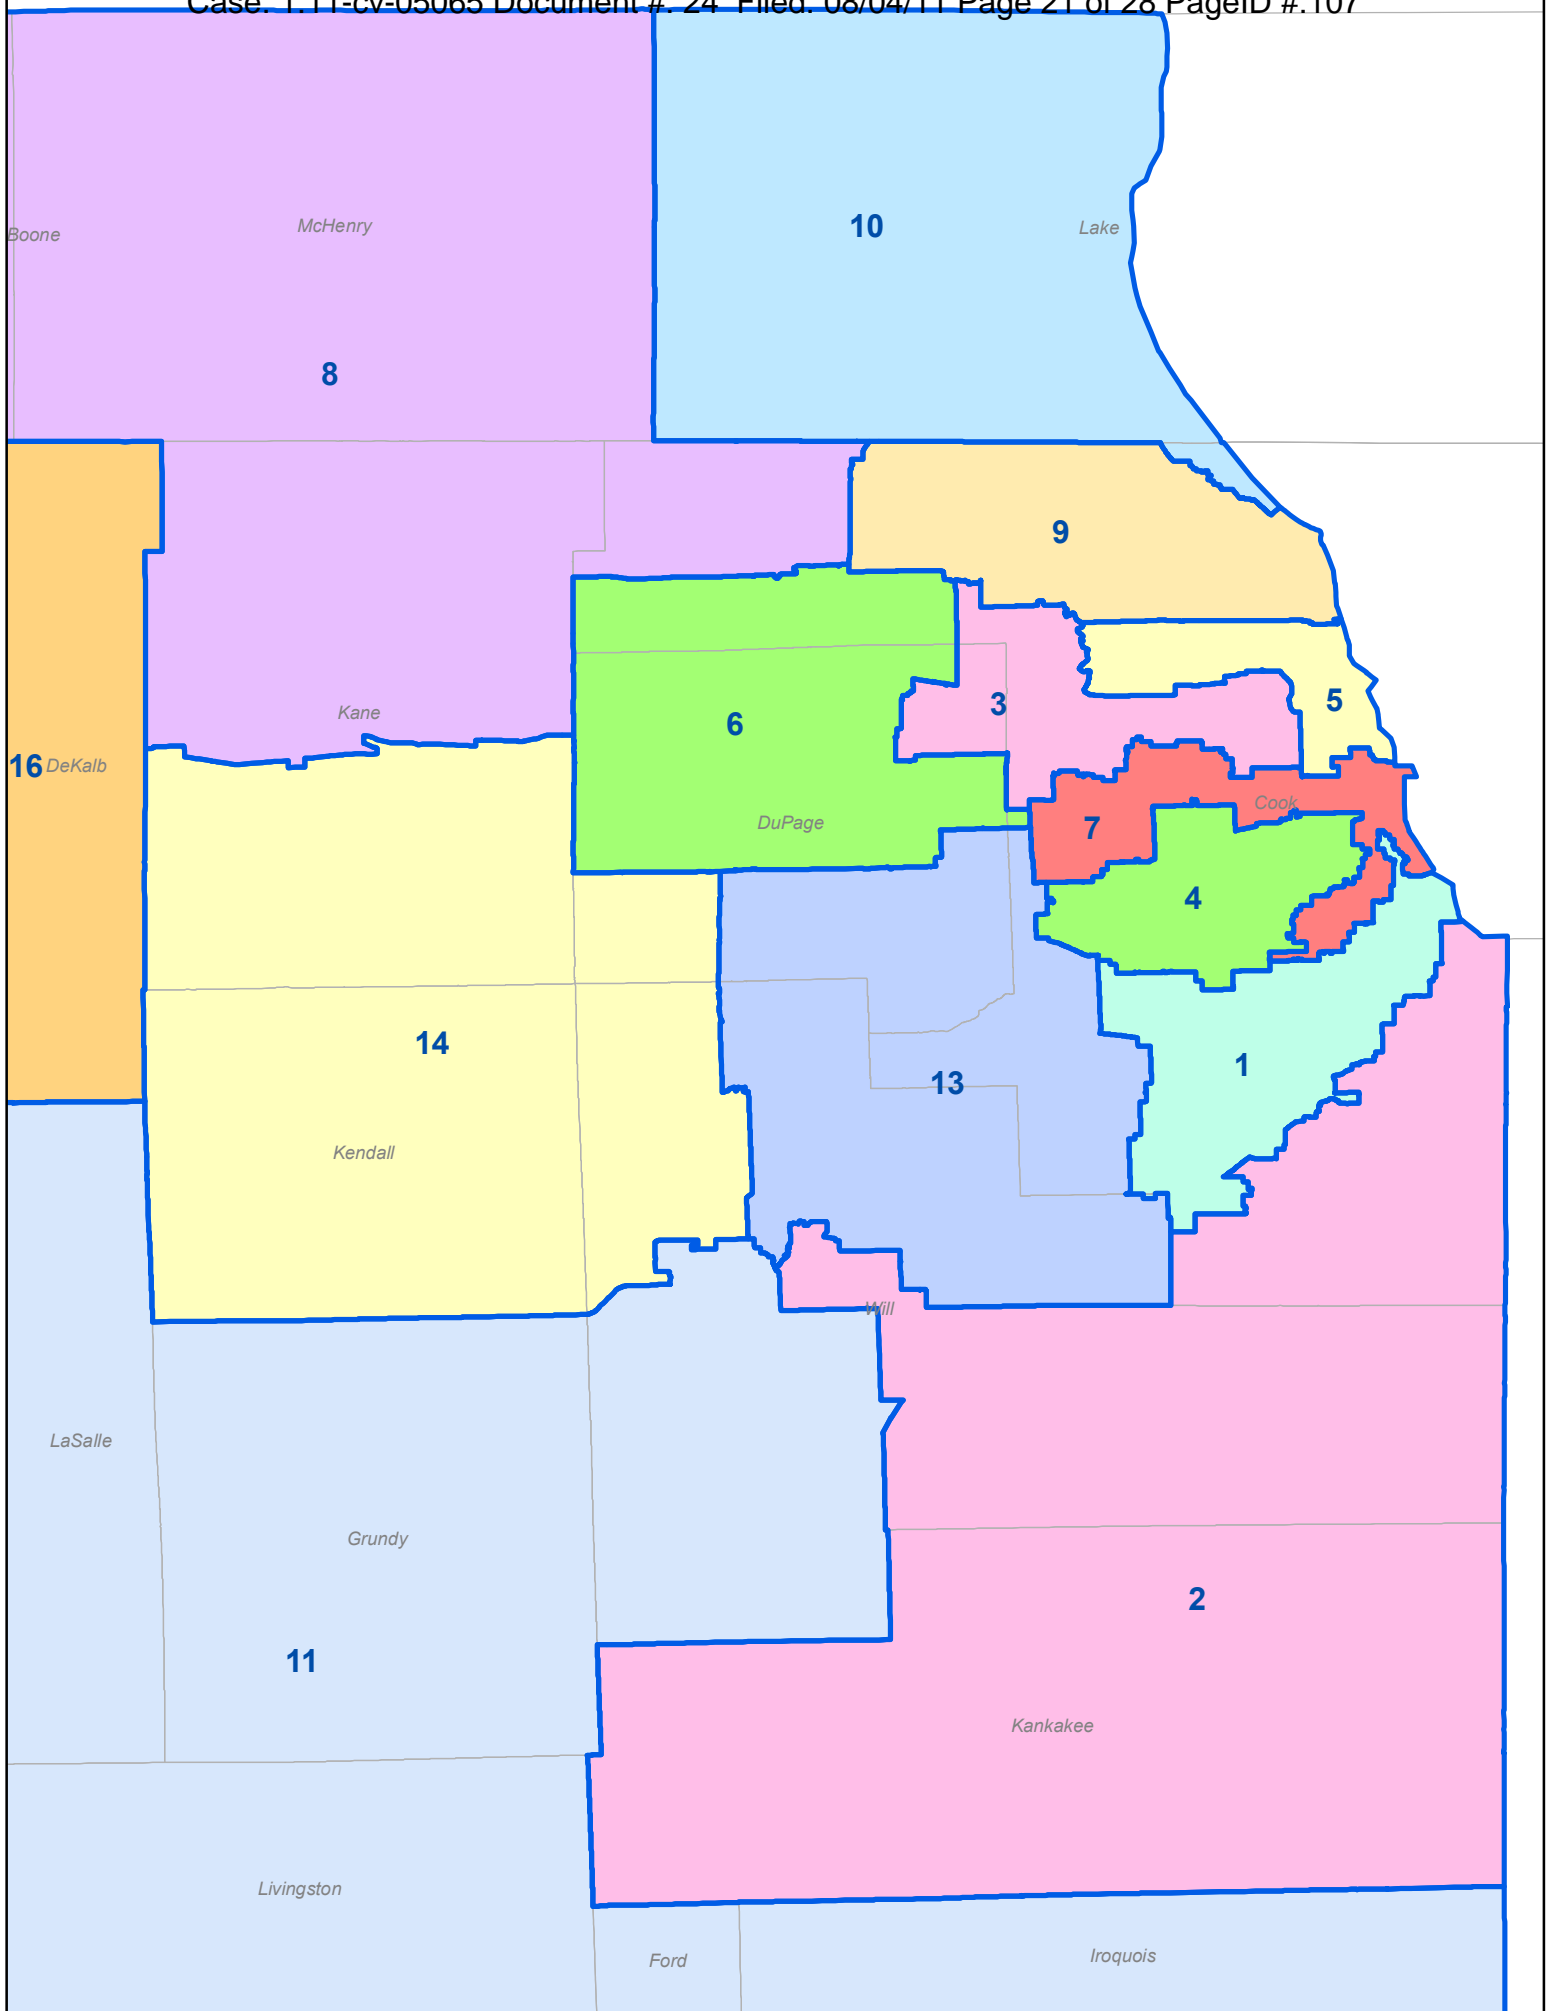 Case: 1:11-cv-05065 Document #: 24 Filed: 08/04/11 Page 21 of 28 PageID #:107
10
McHenry
Lake
Boone
8
9
Kane
3
5
6
16
DeKalb
Cook
DuPage
7
4
14
1
13
Kendall
Will
LaSalle
Grundy
2
11
Kankakee
Livingston
Iroquois
Ford